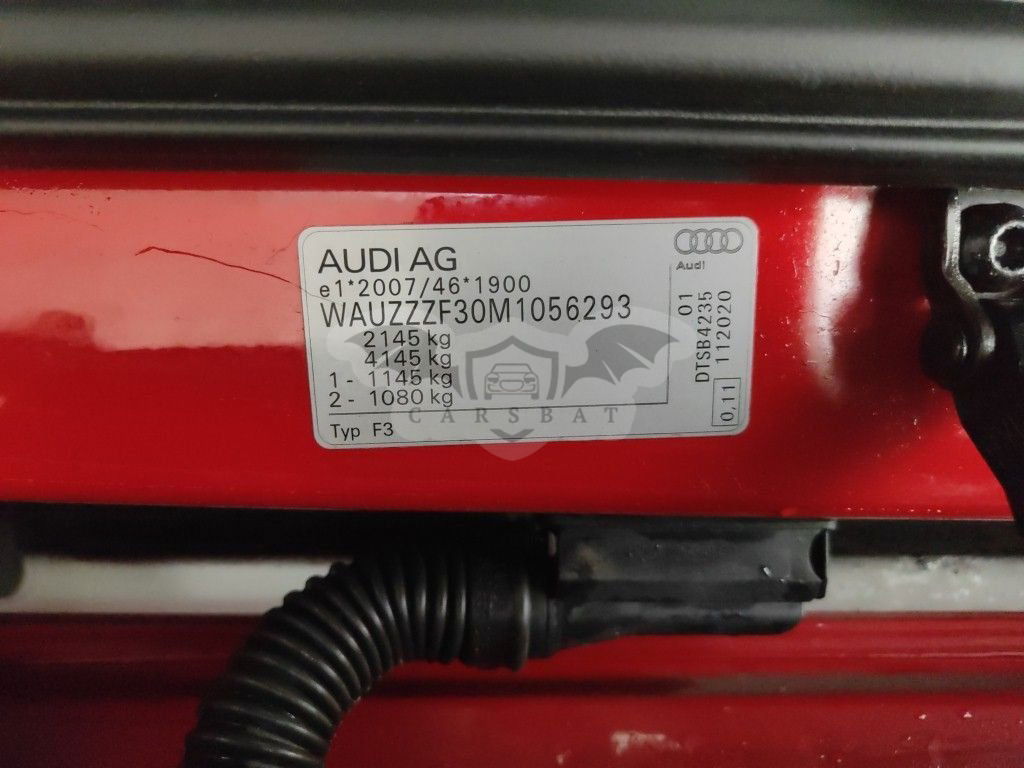 AUDI AG
Audi
e1*2007/46*1900
WAUZZZF30M1056293
2145 kg
4145 kg
1 - 1145 kg
2 - 1080 kg
Typ F3
01
DTSB4235
112020
0,11
CARSBAT